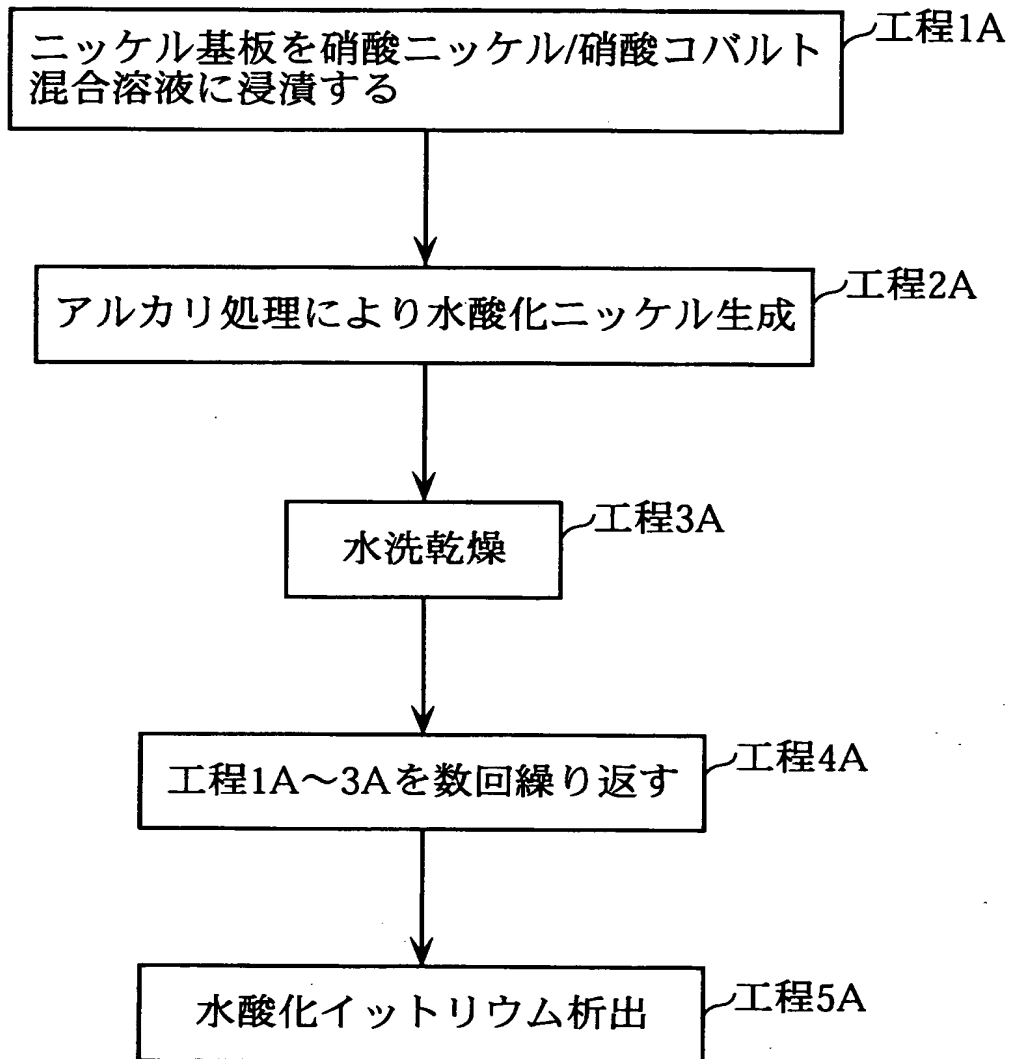 ニッケル基板を硝酸ニッケル/硝酸コバルト
混合溶液に浸漬する
工程1A
アルカリ処理により水酸化ニッケル生成
工程2A
水洗乾燥
工程3A
工程1A～3Aを数回繰り返す
工程4A
水酸化イットリウム析出
工程5A